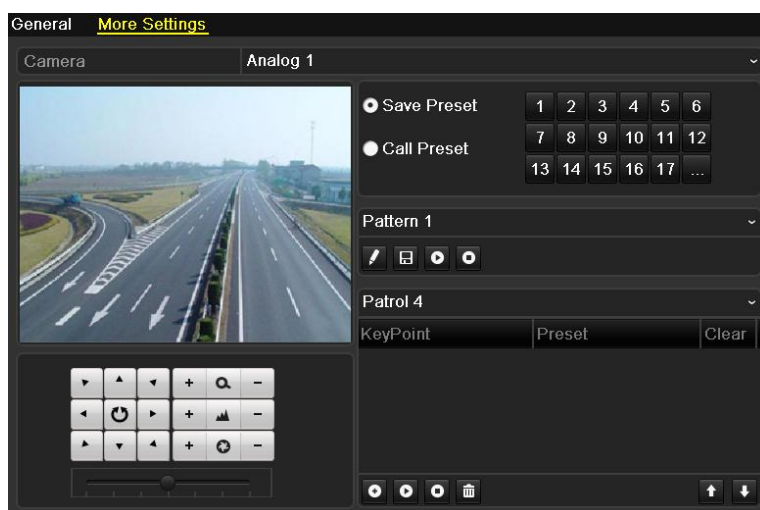 General More Settings
Camera Analog 1
Save Preset
Call Preset
1 2 3 4 5 6
7 8 9 10 11 12
13 14 15 16 17 ...
Pattern 1
Patrol 4
KeyPoint Preset Clear